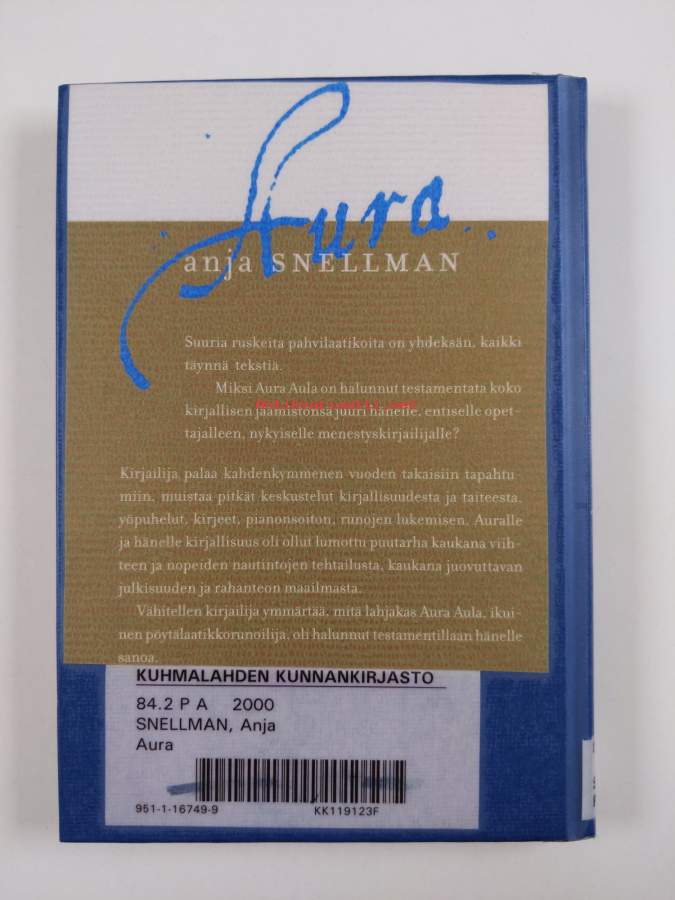 Aura
anja SNELLMAN
Suuria ruskeita pahvilaatikoita on yhdeksän, kaikki
täynnä tekstiä.
Miksi Aura Aula on halunnut testamentata koko
kirjallisen jäämistönsä juuri hänelle, entiselle opet-
tajalleen, nykyiselle menestyskirjailijalle?
Kirjailija palaa kahdenkymmenen vuoden takaisiin tapahtu-
miin, muistaa pitkät keskustelut kirjallisuudesta ja taiteesta,
yöpuhelut, kirjeet, pianonsoiton, runojen lukemisen. Auralle
ja hänelle kirjallisuus oli ollut lumottu puutarha kaukana viih-
teen ja nopeiden nautintojen tehtailusta, kaukana juovuttavan
julkisuuden ja rahanteon maailmasta.
Vähitellen kirjailija ymmärtää, mitä lahjakas Aura Aula, ikui-
nen pöytälaatikkorunoilija, oli halunnut testamentillaan hänelle
sanoa.
KUHMALAHDEN KUNNANKIRJASTO
84.2 P A 2000
SNELLMAN, Anja
Aura
951-1-16749-9 KK119123F